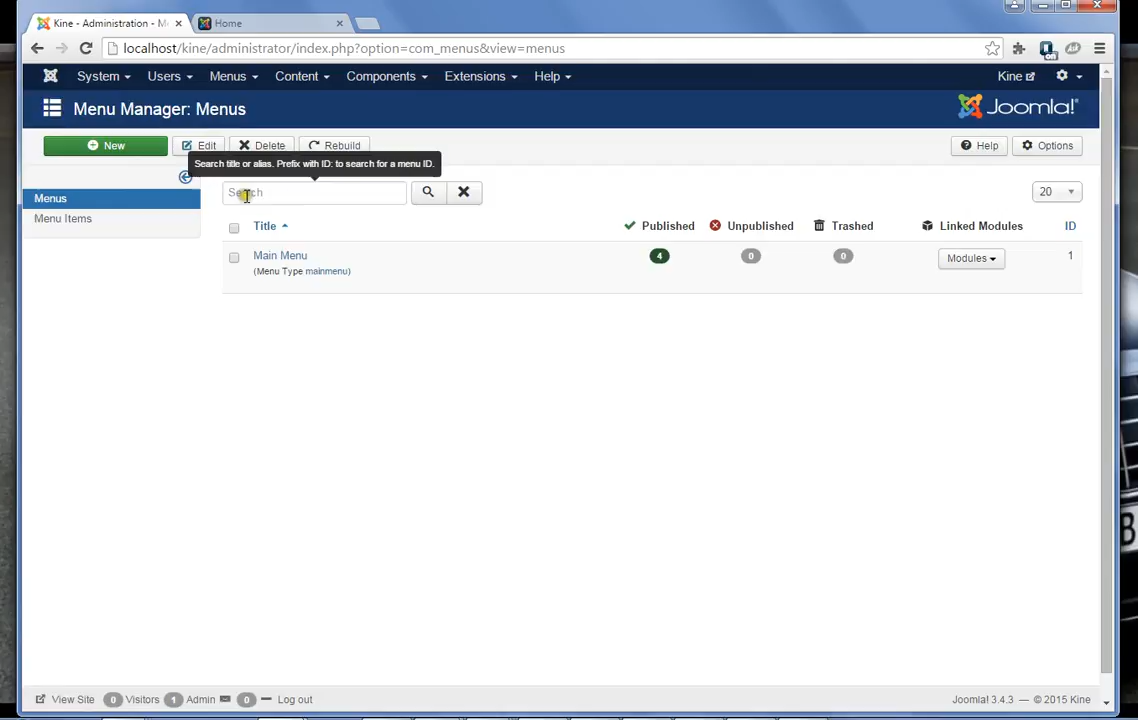 Kine - Administration - M
Home
localhost/kine/administrator/index.php?option=com_menus&view=menus
on
System Users Menus Content Components Extensions Help Kine
Menu Manager: Menus
Joomla!
New Edit Delete Rebuild Help Options
Search title or alias. Prefix with ID: to search for a menu ID.
Menus
Menu Items
Search
20
Title Published Unpublished Trashed Linked Modules ID
Main Menu 4 0 0 Modules 1
(Menu Type mainmenu)
View Site 0 Visitors 1 Admin 0 Log out
Joomla! 3.4.3 — © 2015 Kine